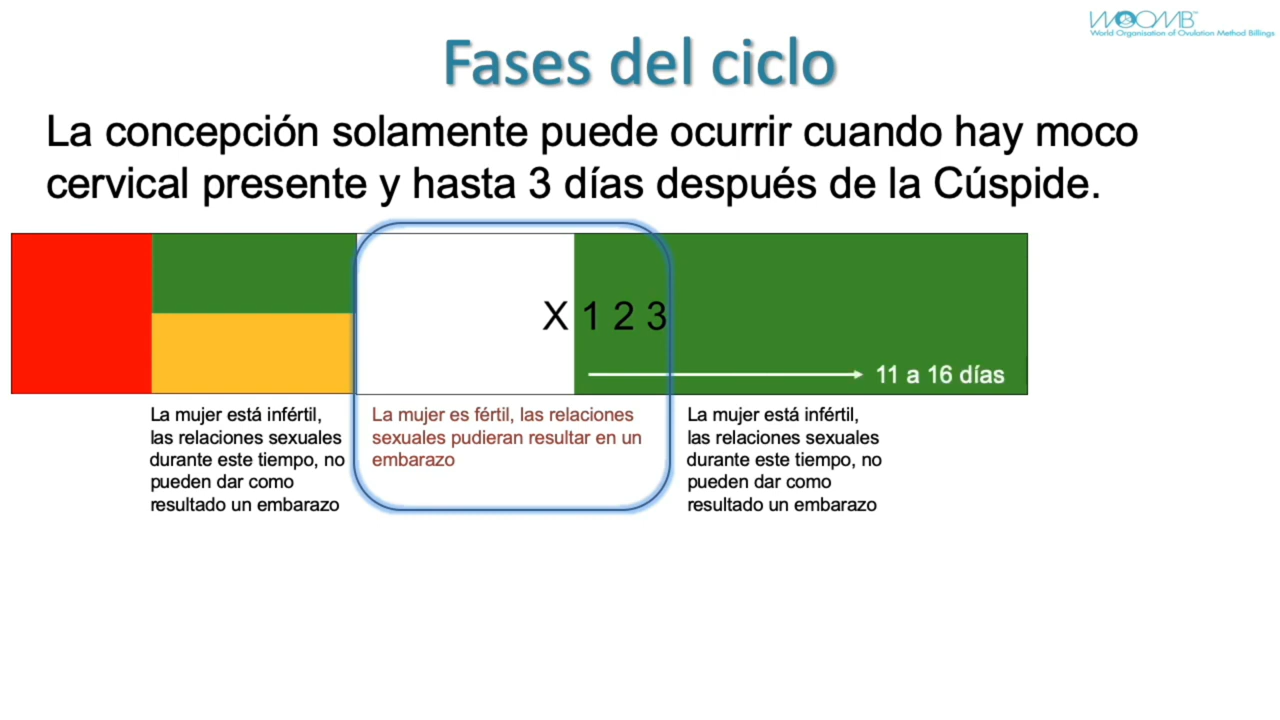 WOOMB™
World Organisation of Ovulation Method Billings
Fases del ciclo
La concepción solamente puede ocurrir cuando hay moco
cervical presente y hasta 3 días después de la Cúspide.
X 1 2 3
11 a 16 días
La mujer está infértil,
las relaciones sexuales
durante este tiempo, no
pueden dar como
resultado un embarazo
La mujer es fértil, las relaciones
sexuales pudieran resultar en un
embarazo
La mujer está infértil,
las relaciones sexuales
durante este tiempo, no
pueden dar como
resultado un embarazo